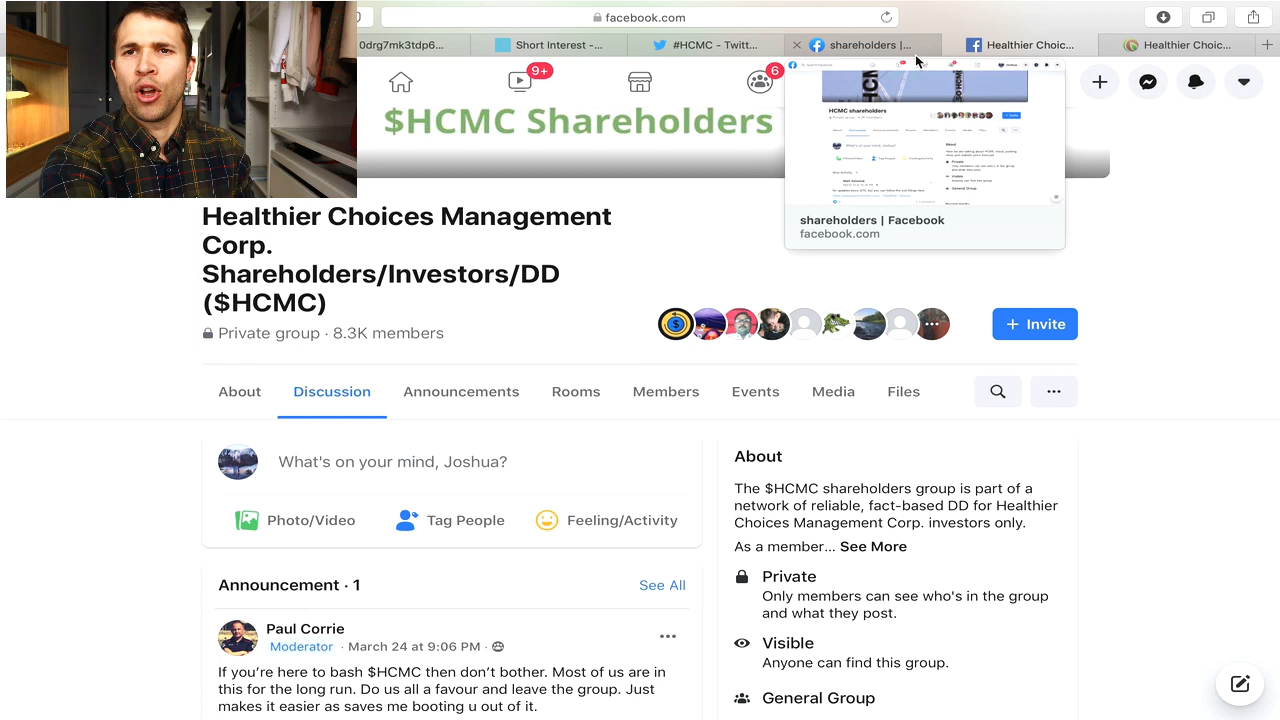 facebook.com
0drg7mk3tdp6...
Short Interest -...
#HCMC - Twitt...
shareholders |...
Healthier Choic...
Healthier Choic...
9+
6
$HCMC Shareholders
HCMC shareholders
shareholders | Facebook
facebook.com
Healthier Choices Management
Corp.
Shareholders/Investors/DD
($HCMC)
Private group · 8.3K members
+ Invite
About
Discussion
Announcements
Rooms
Members
Events
Media
Files
What's on your mind, Joshua?
Photo/Video
Tag People
Feeling/Activity
Announcement · 1
See All
Paul Corrie
Moderator · March 24 at 9:06 PM ·
If you're here to bash $HCMC then don't bother. Most of us are in
this for the long run. Do us all a favour and leave the group. Just
makes it easier as saves me booting u out of it.
About
The $HCMC shareholders group is part of a
network of reliable, fact-based DD for Healthier
Choices Management Corp. investors only.
As a member... See More
Private
Only members can see who's in the group
and what they post.
Visible
Anyone can find this group.
General Group